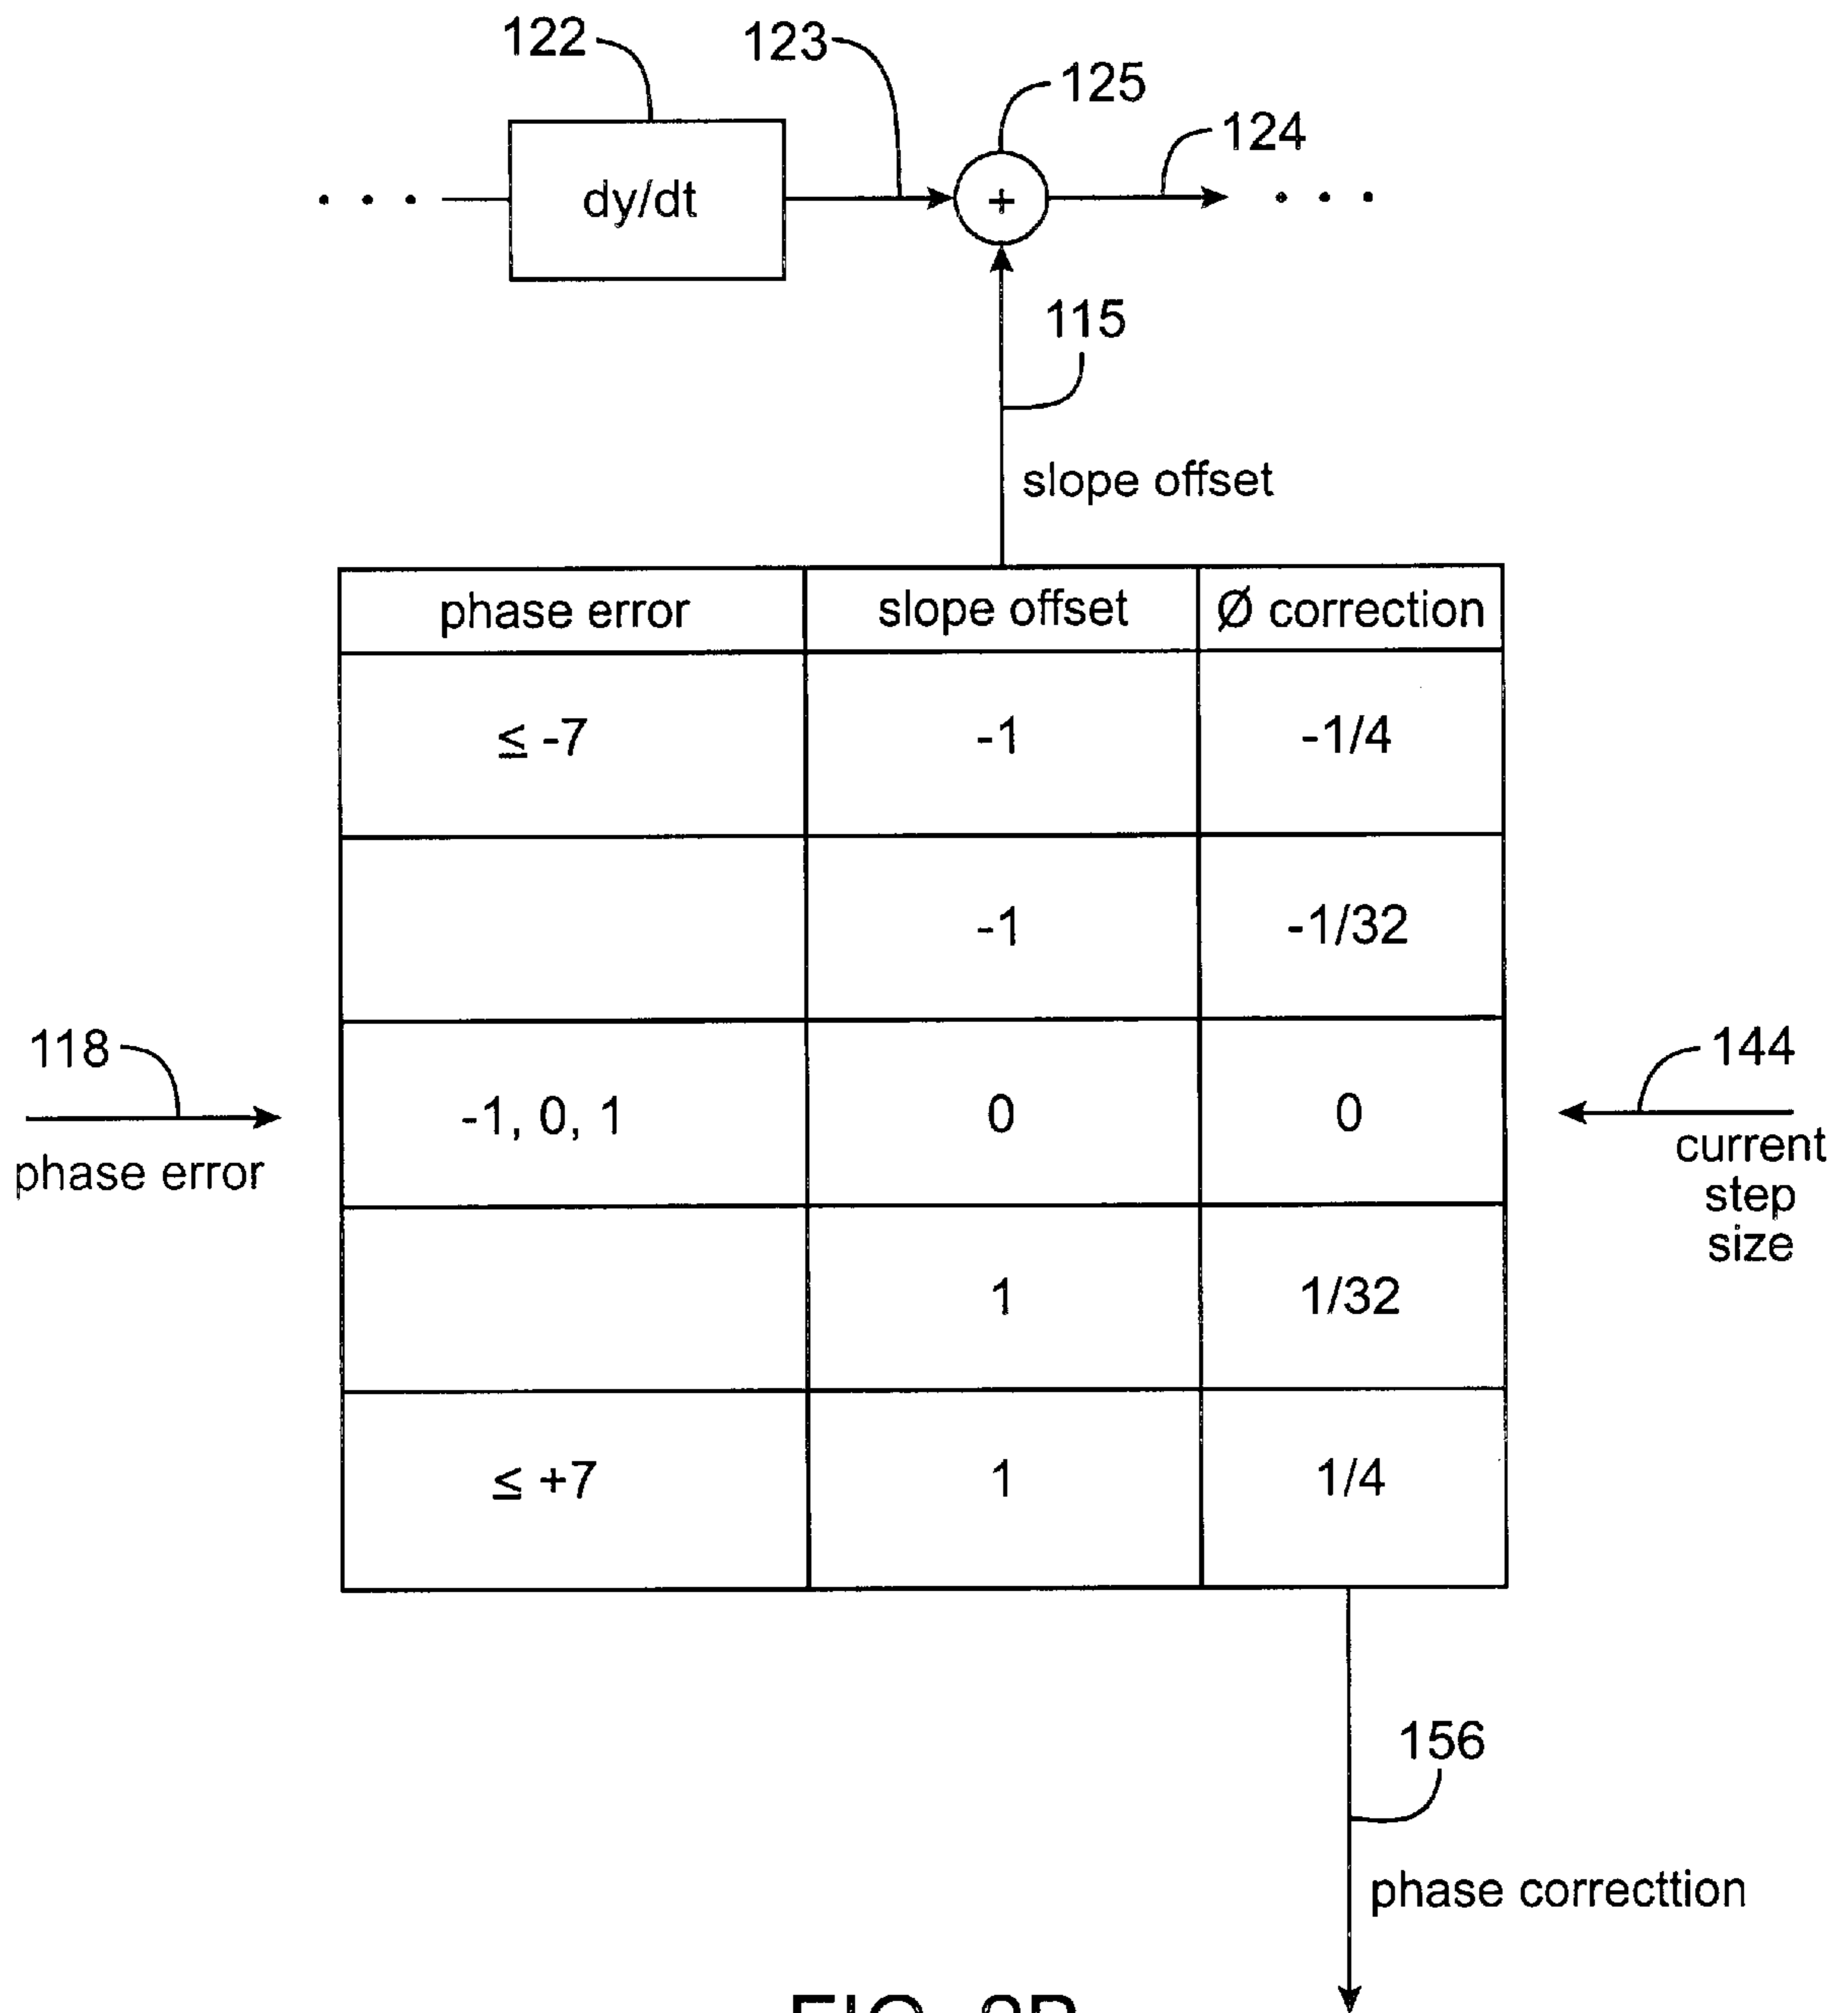 122
123
125
124
. . .
dy/dt
+
. . .
115
slope offset
phase error slope offset Ø correction
≤ -7 -1 -1/4
-1 -1/32
118
144
-1, 0, 1 0 0
phase error
current
step
size
1 1/32
≤ +7 1 1/4
156
phase correcttion